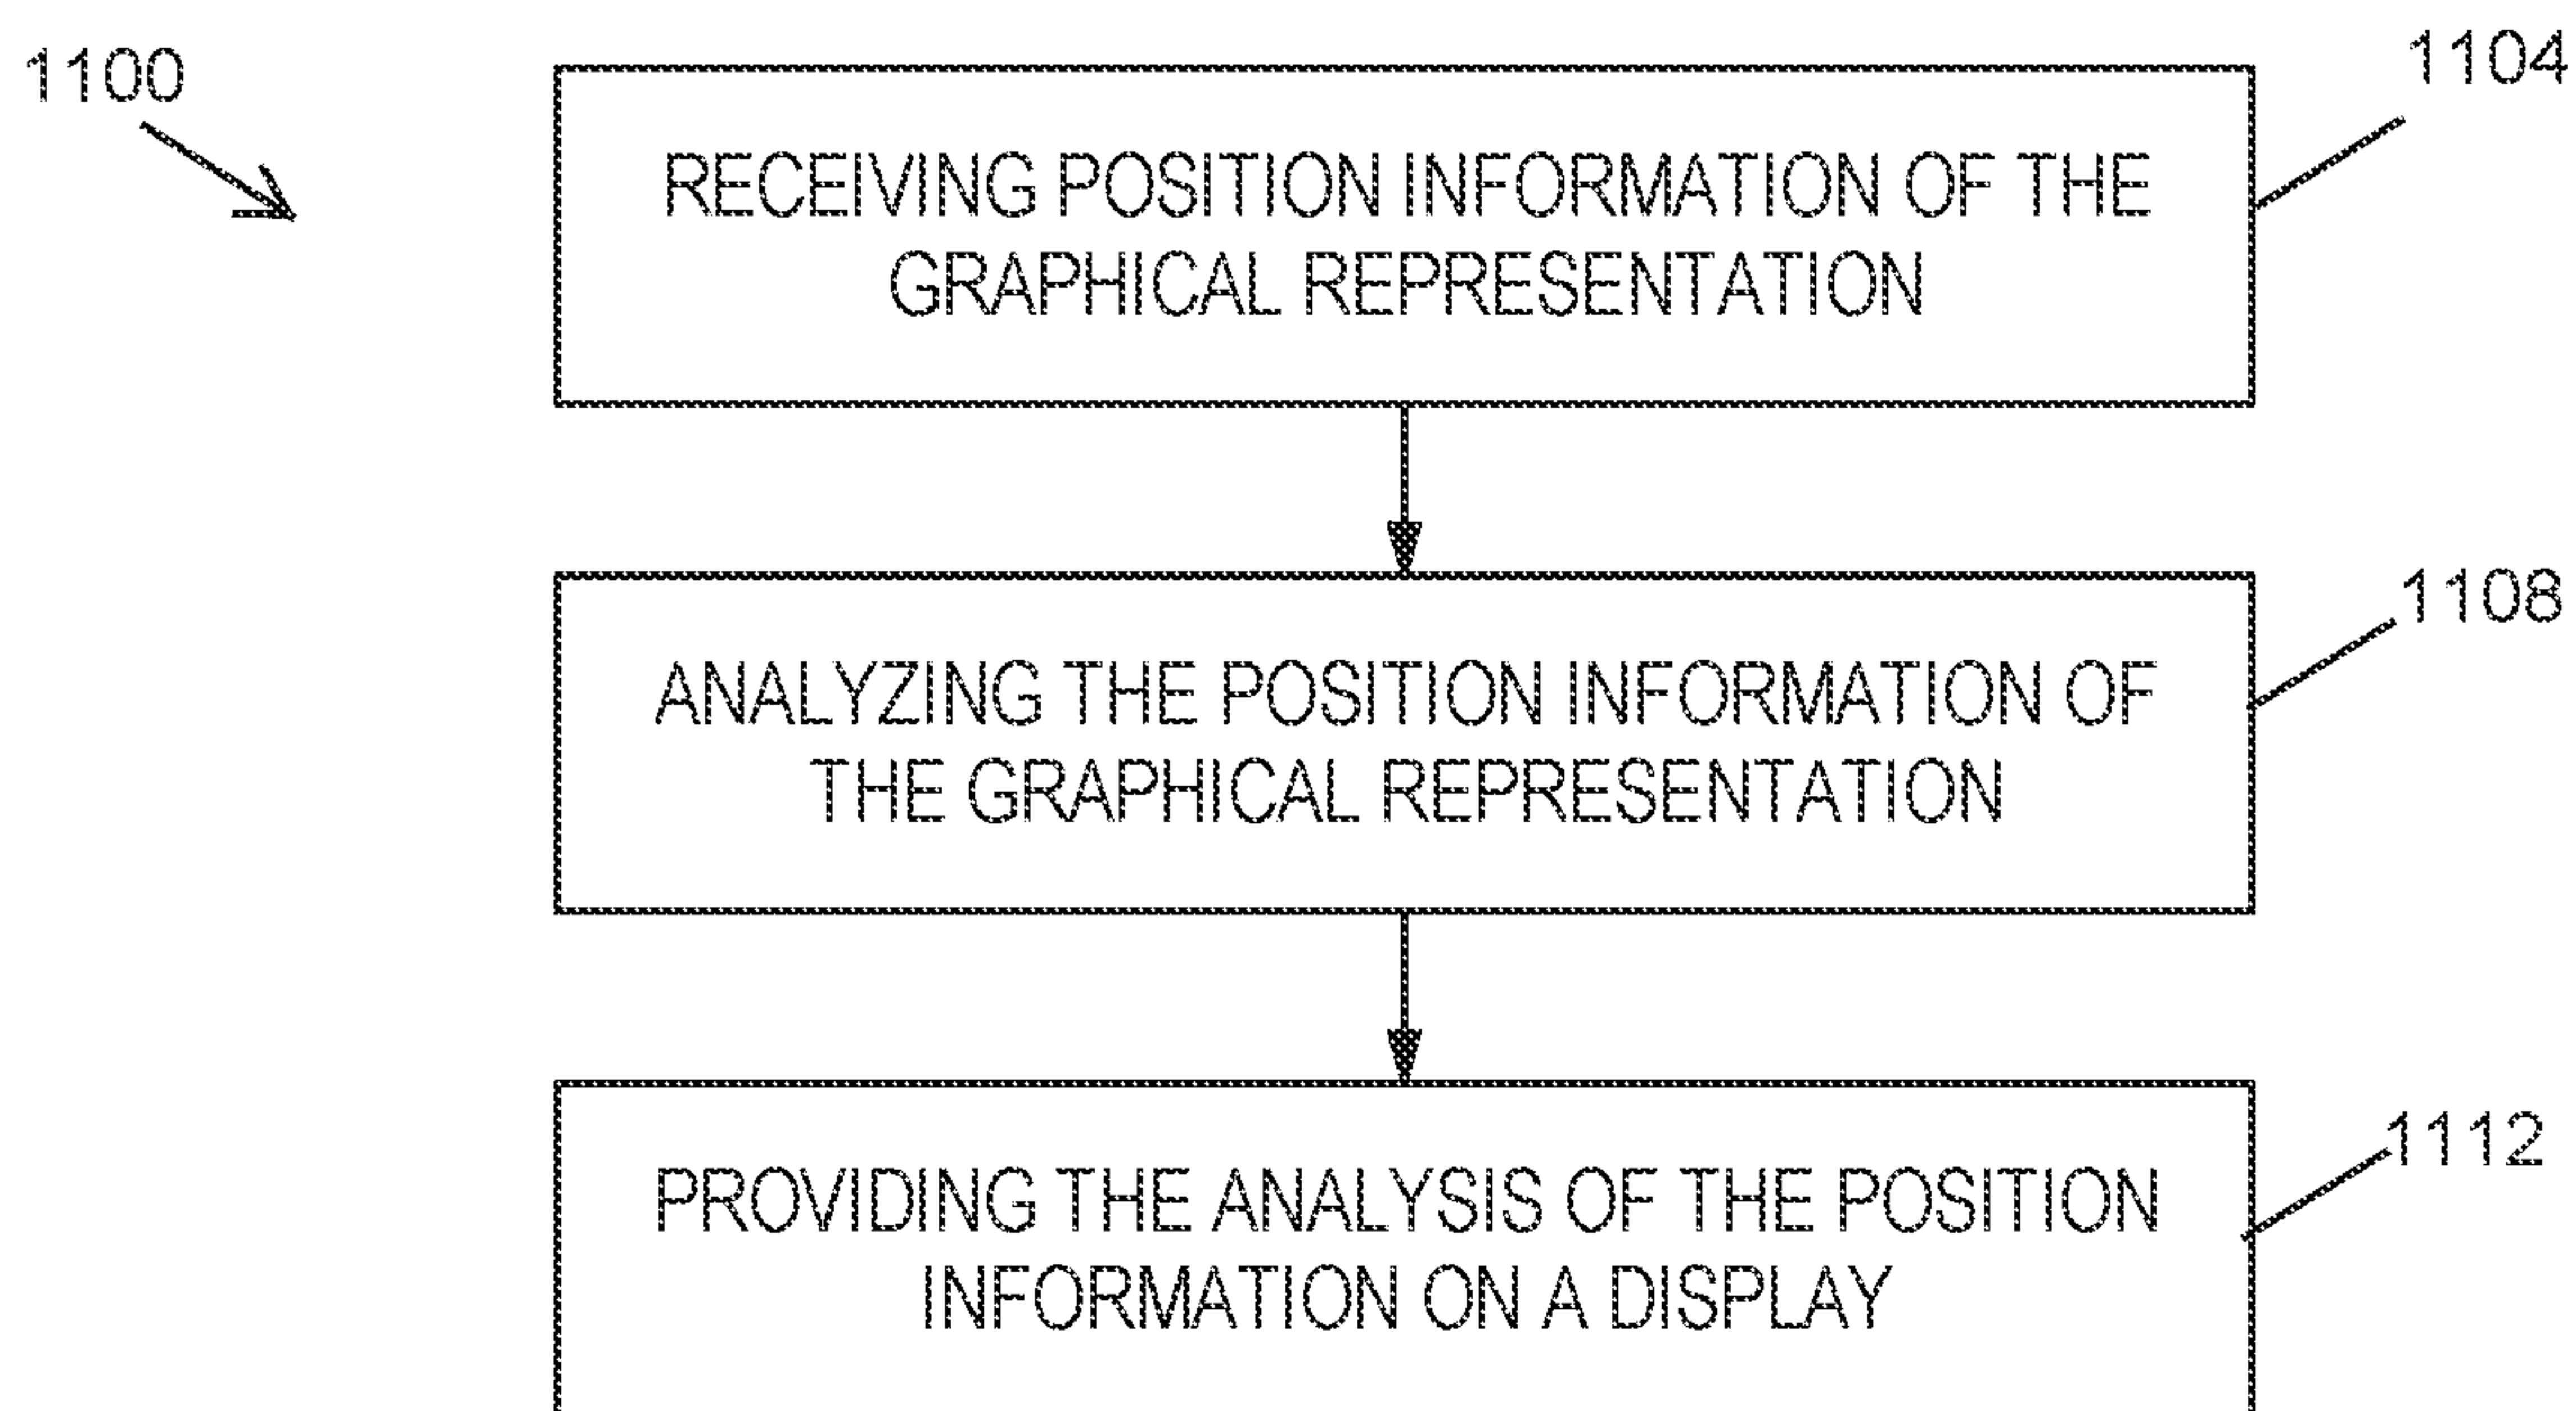 1100
1104
RECEIVING POSITION INFORMATION OF THE
GRAPHICAL REPRESENTATION
1108
ANALYZING THE POSITION INFORMATION OF
THE GRAPHICAL REPRESENTATION
1112
PROVIDING THE ANALYSIS OF THE POSITION
INFORMATION ON A DISPLAY